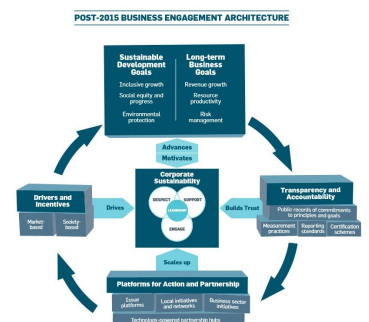 POST-2015 BUSINESS ENGAGEMENT ARCHITECTURE
Sustainable
Development
Goals
Inclusive growth
Social equity and
progress
Environmental
protection
Long-term
Business
Goals
Revenue growth
Resource
productivity
Risk
management
Advances
Motivates
Corporate
Sustainability
RESPECT
SUPPORT
LEADERSHIP
ENGAGE
Drivers and
Incentives
Market-
based
Society-
based
Drives
Builds Trust
Transparency and
Accountability
Public records of commitments
to principles and goals
Measurement
practices
Reporting
standards
Certification
schemes
Scales up
Platforms for Action and Partnership
Issue
platforms
Local initiatives
and networks
Business sector
initiatives
Technology-powered partnership hubs